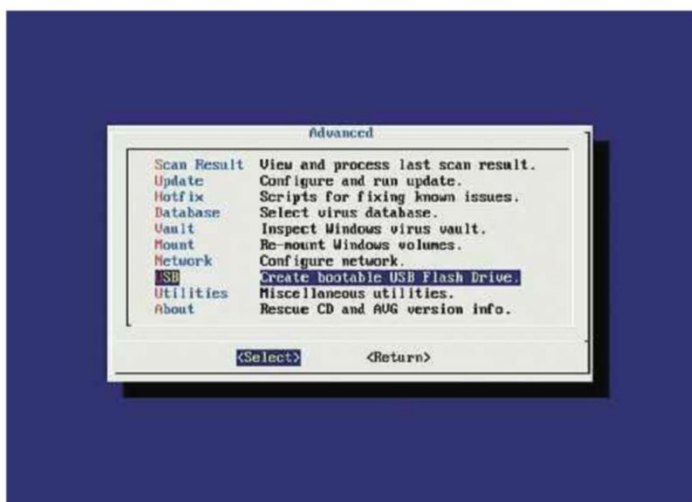 Advanced
Scan Result View and process last scan result.
Update Configure and run update.
Hotfix Scripts for fixing known issues.
Database Select virus database.
Vault Inspect Windows virus vault.
Mount Re-mount Windows volumes.
Network Configure network.
USB Create bootable USB Flash Drive.
Utilities Miscellaneous utilities.
About Rescue CD and AVG version info.
<Select> <Return>